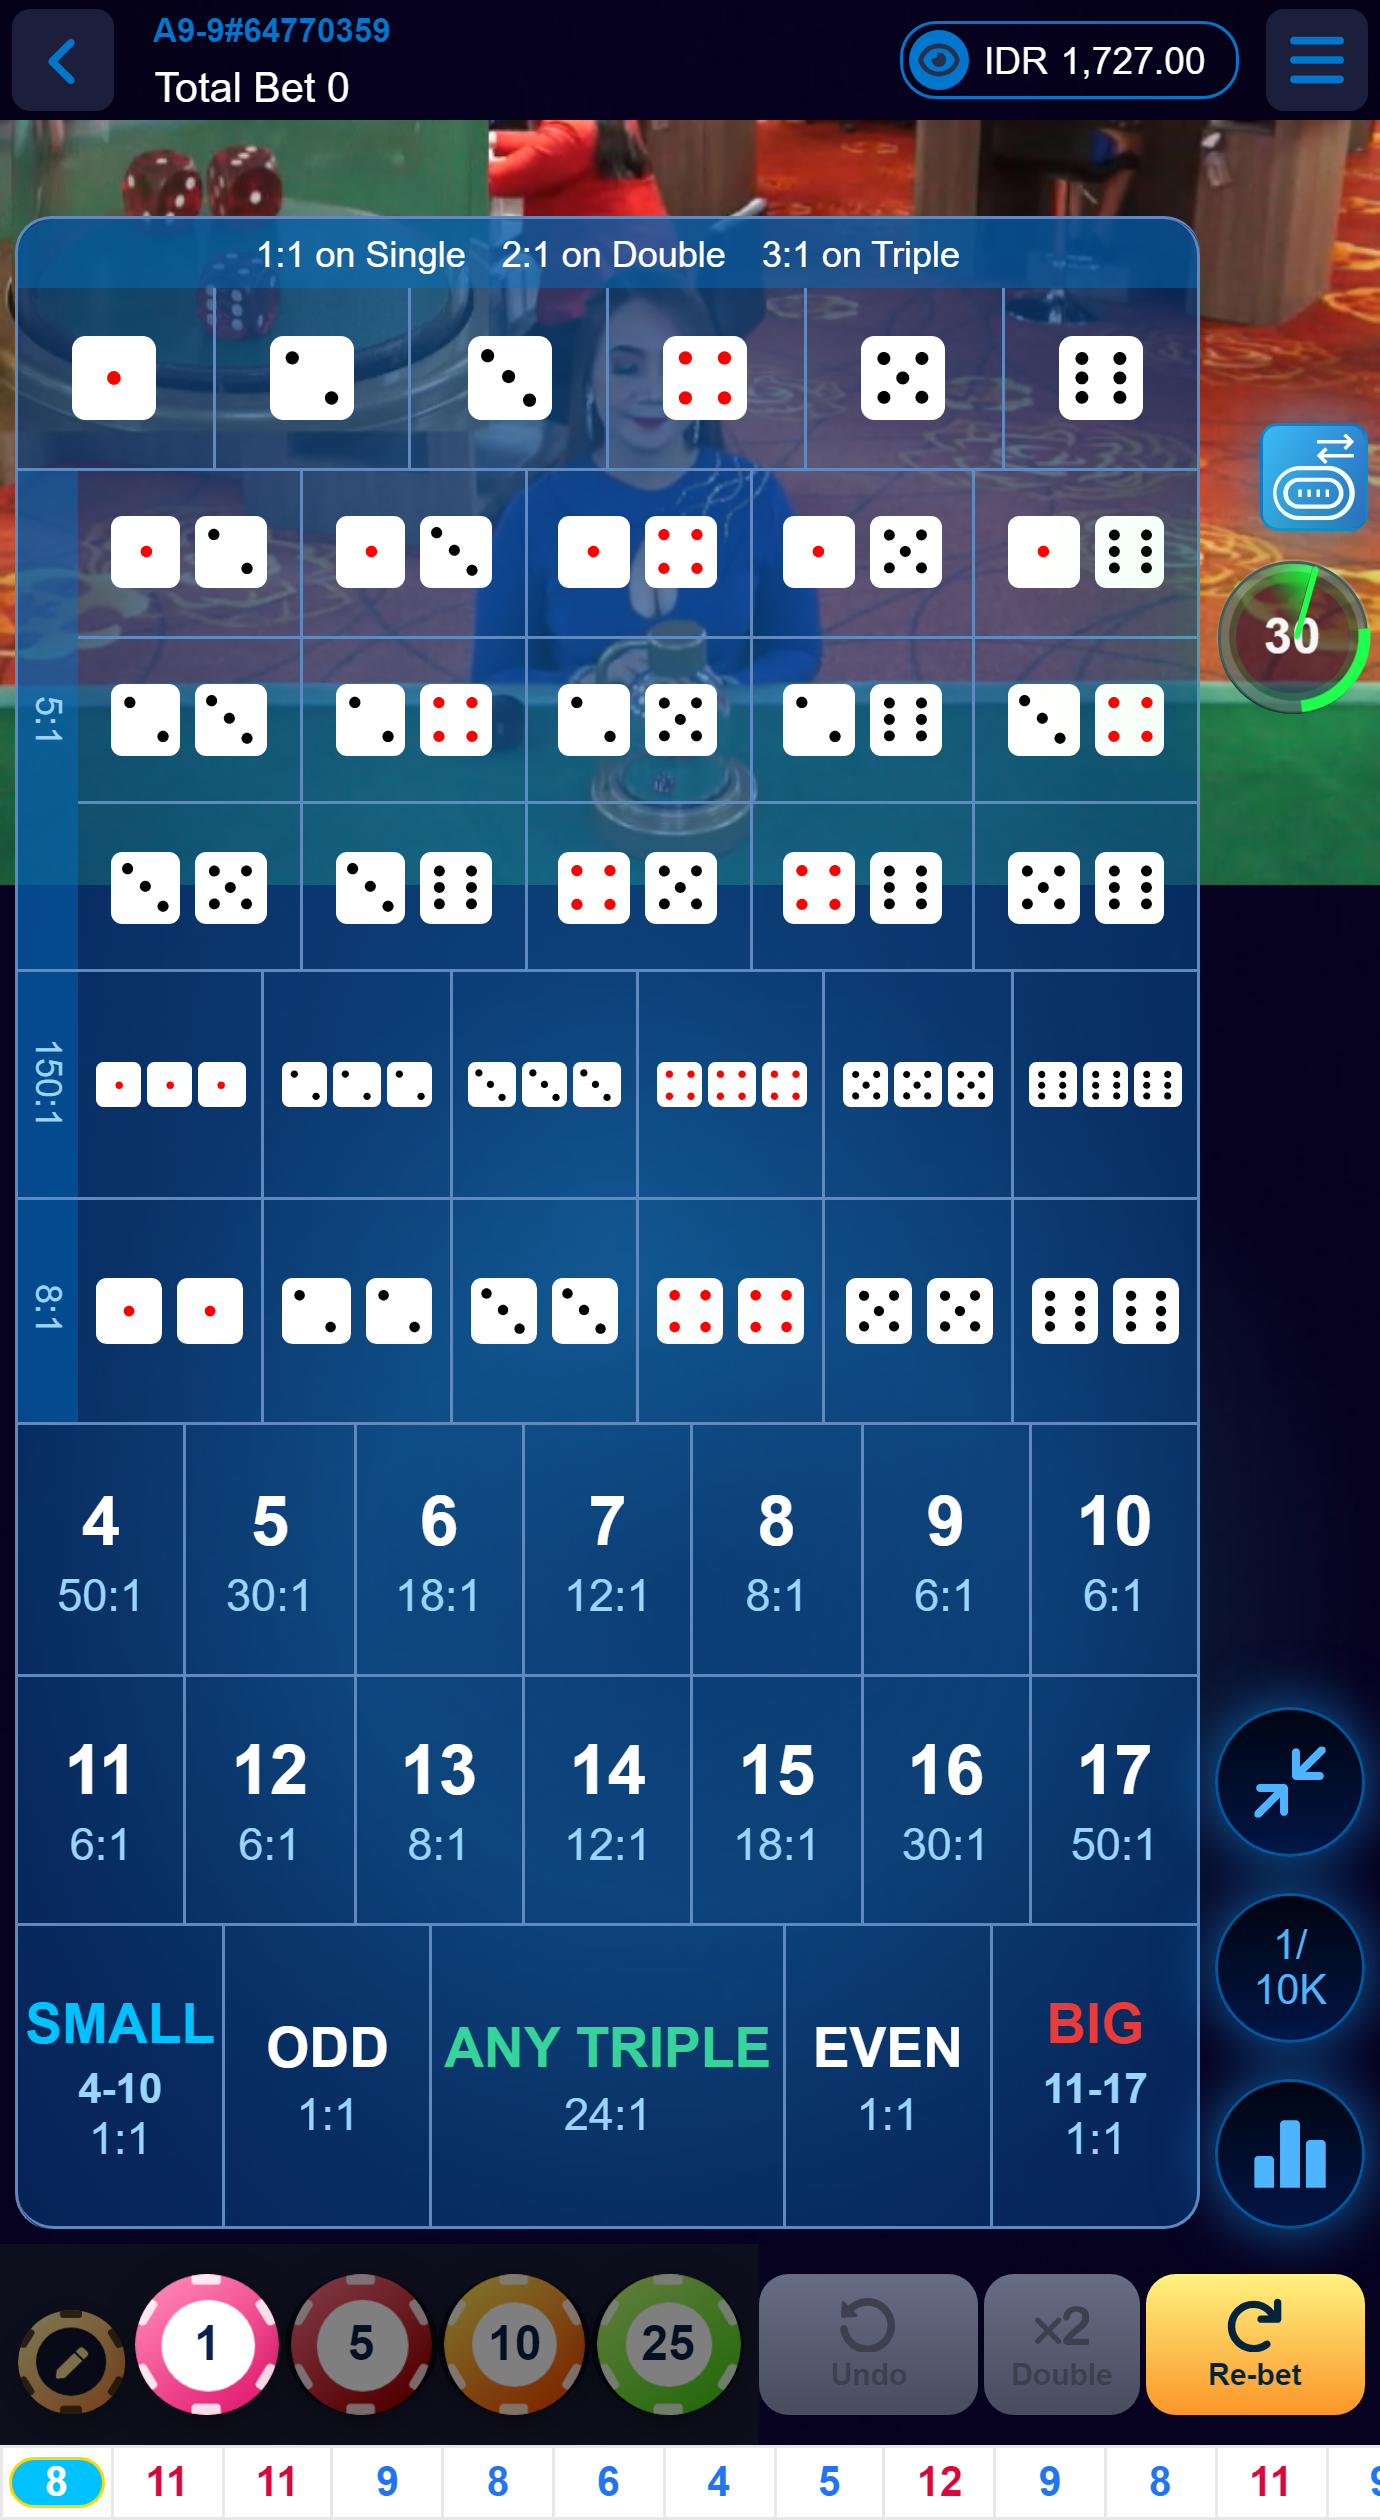 A9-9#64770359
Total Bet 0
IDR 1,727.00
1:1 on Single 2:1 on Double 3:1 on Triple
30
5:1
150:1
8:1
4 5 6 7 8 9 10
50:1 30:1 18:1 12:1 8:1 6:1 6:1
11 12 13 14 15 16 17
6:1 6:1 8:1 12:1 18:1 30:1 50:1
1/
10K
SMALL
4-10
1:1
ODD
1:1
ANY TRIPLE
24:1
EVEN
1:1
BIG
11-17
1:1
1 5 10 25
Undo
x2
Double
Re-bet
8 11 11 9 8 6 4 5 12 9 8 11